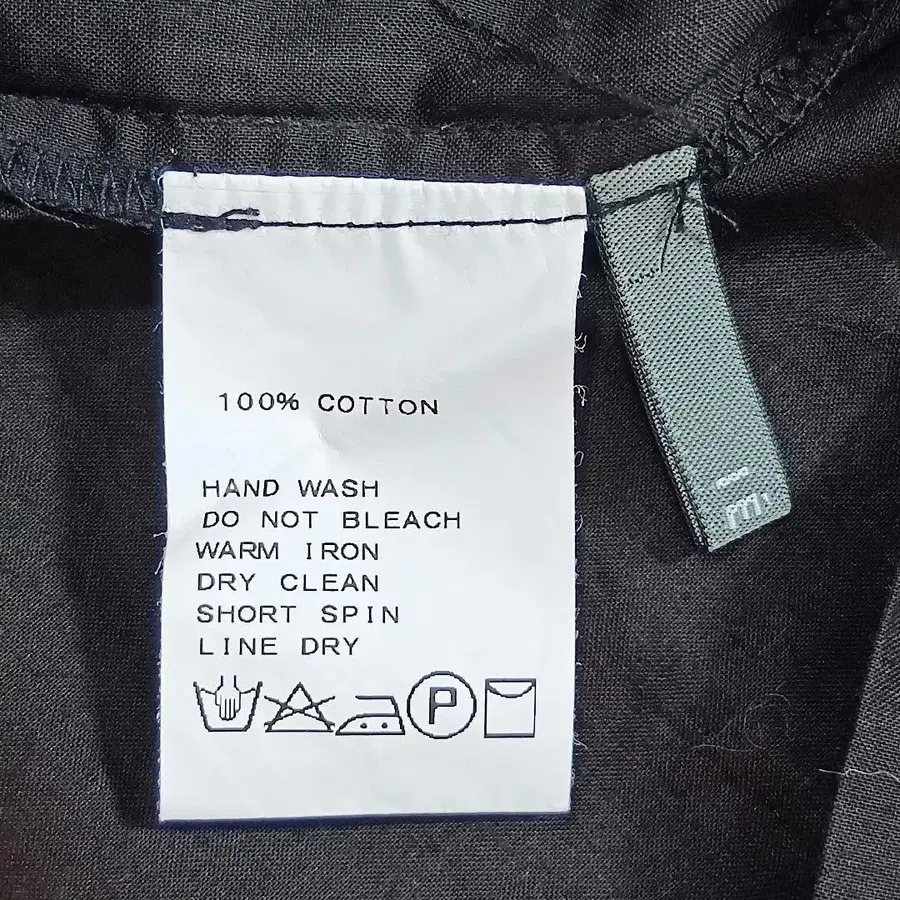 100% COTTON
HAND WASH
DO NOT BLEACH
WARM IRON
DRY CLEAN
SHORT SPIN
LINE DRY
P